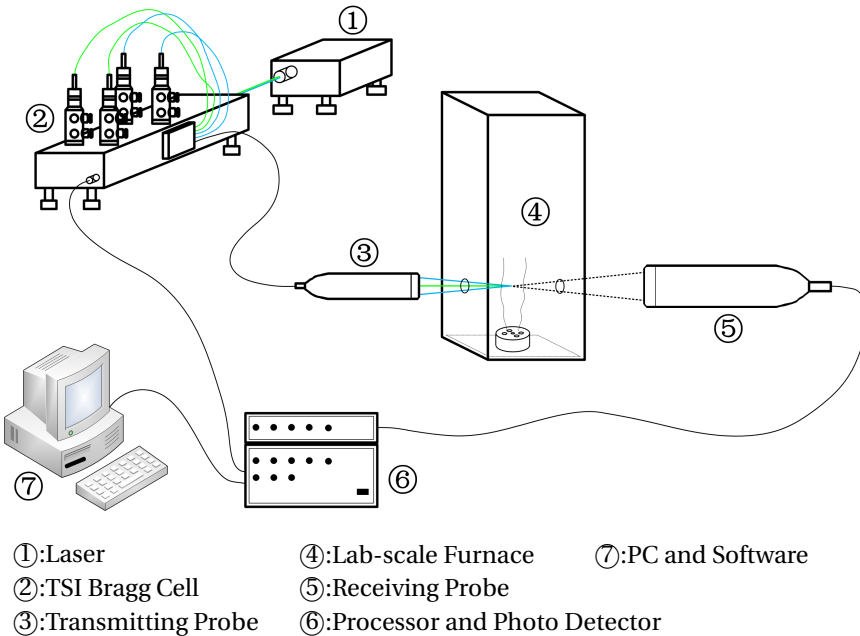 ①
②
④
③
⑤
⑦
⑥
①:Laser
④:Lab-scale Furnace
⑦:PC and Software
②:TSI Bragg Cell
⑤:Receiving Probe
③:Transmitting Probe
⑥:Processor and Photo Detector